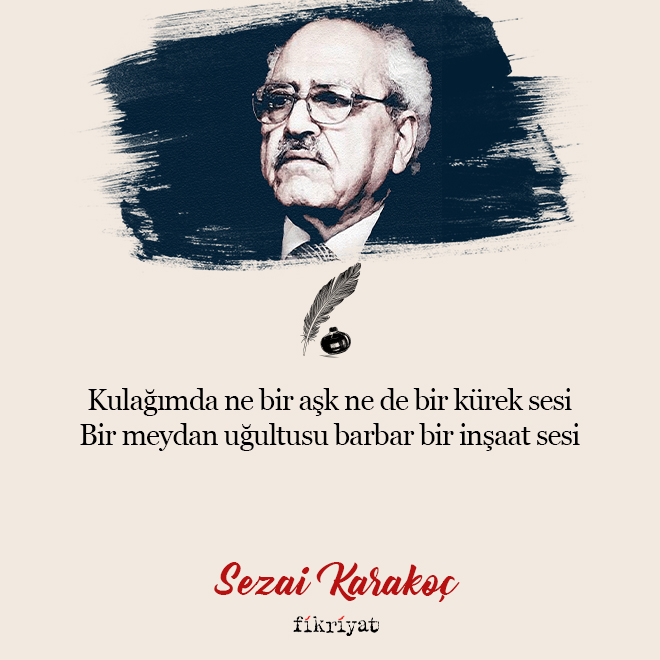 Kulağımda ne bir aşk ne de bir kürek sesi
Bir meydan uğultusu barbar bir inşaat sesi
Sezai Karakoç
fikriyat